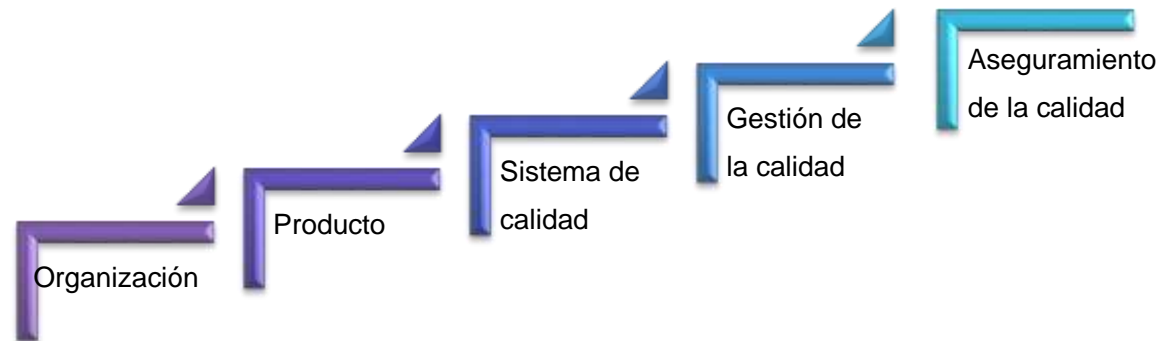 Organización
Producto
Sistema de
calidad
Gestión de
la calidad
Aseguramiento
de la calidad